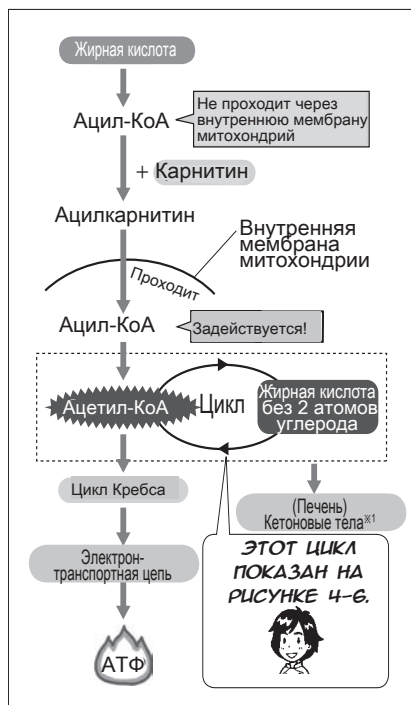 Жирная кислота
Ацил-КоА
Не проходит через
внутреннюю мембрану
митохондрий
+ Карнитин
Ацилкарнитин
Внутренняя
мембрана
митохондрии
Проходит
Ацил-КоА
Задействуется!
Ацетил-КоА
Цикл
Жирная кислота
без 2 атомов
углерода
Цикл Кребса
(Печень)
Кетоновые тела※1
Электрон-
транспортная цепь
ЭТОТ ЦИКЛ
ПОКАЗАН НА
РИСУНКЕ 4-6.
АТФ